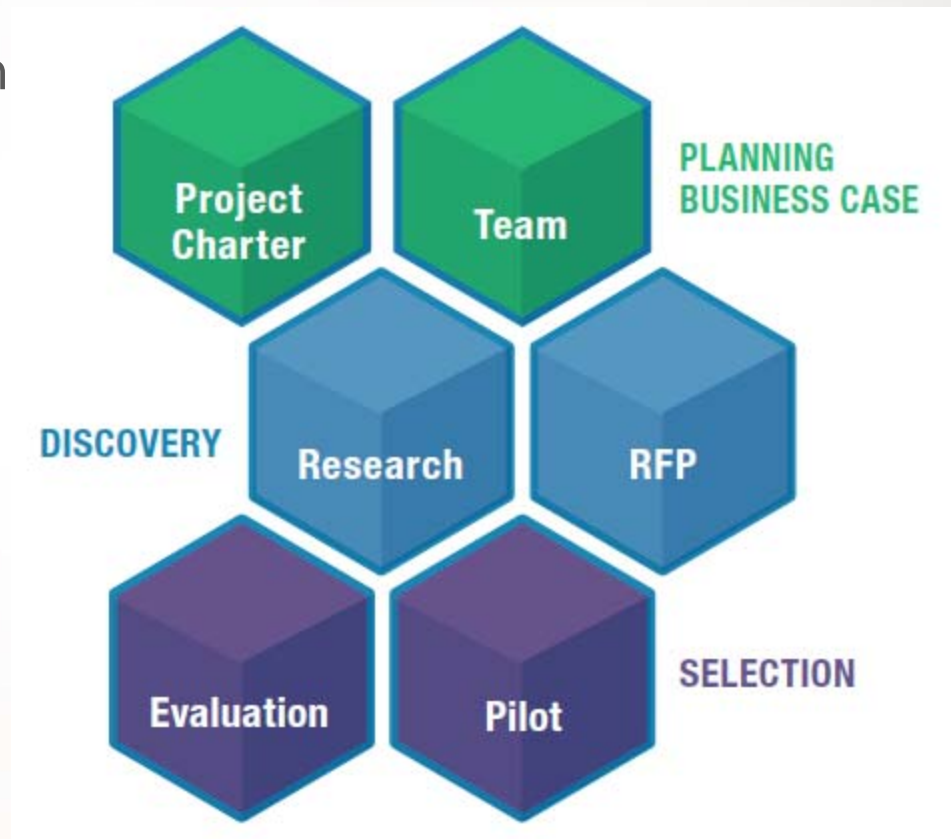 Project
Charter
Team
PLANNING
BUSINESS CASE
DISCOVERY
Research
RFP
Evaluation
Pilot
SELECTION